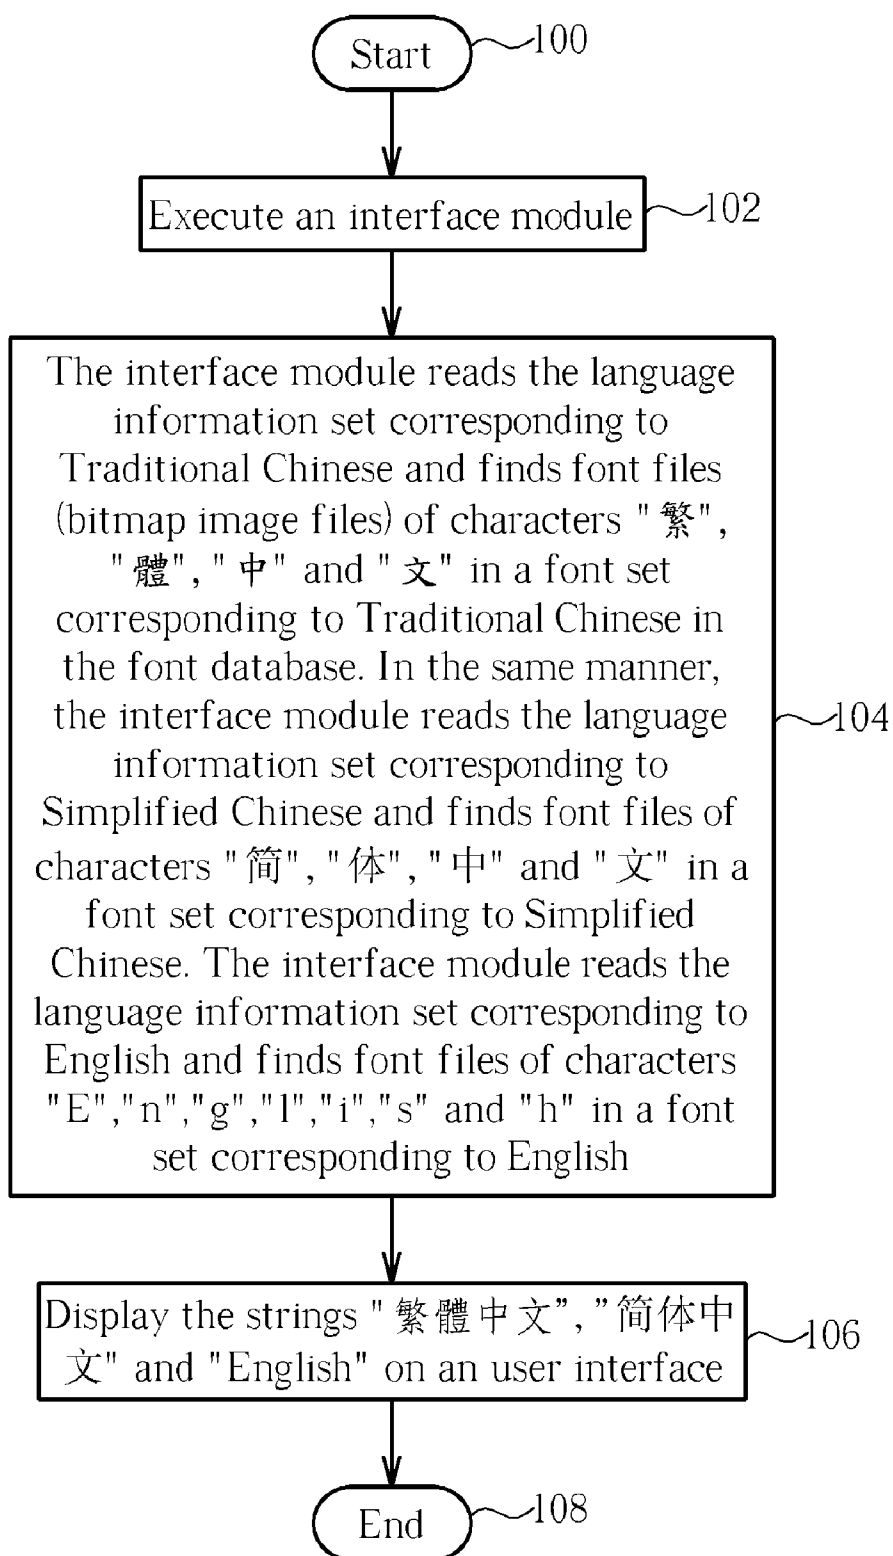 Start
100
Execute an interface module
102
The interface module reads the language
information set corresponding to
Traditional Chinese and finds font files
(bitmap image files) of characters "繁",
"體", "中" and "文" in a font set
corresponding to Traditional Chinese in
the font database. In the same manner,
the interface module reads the language
information set corresponding to
Simplified Chinese and finds font files of
characters "简", "体", "中" and "文" in a
font set corresponding to Simplified
Chinese. The interface module reads the
language information set corresponding to
English and finds font files of characters
"E","n","g","l","i","s" and "h" in a font
set corresponding to English
104
Display the strings "繁體中文”, ”简体中
文" and "English" on an user interface
106
End
108